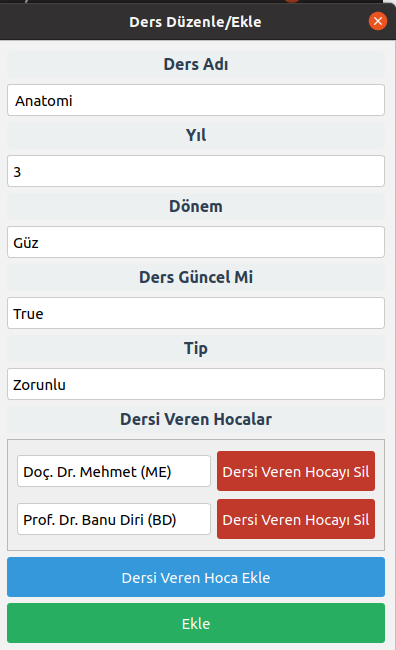 Ders Düzenle/Ekle
Ders Adı
Anatomi
Yıl
3
Dönem
Güz
Ders Güncel Mi
True
Tip
Zorunlu
Dersi Veren Hocalar
Doç. Dr. Mehmet (ME) Dersi Veren Hocayı Sil
Prof. Dr. Banu Diri (BD) Dersi Veren Hocayı Sil
Dersi Veren Hoca Ekle
Ekle